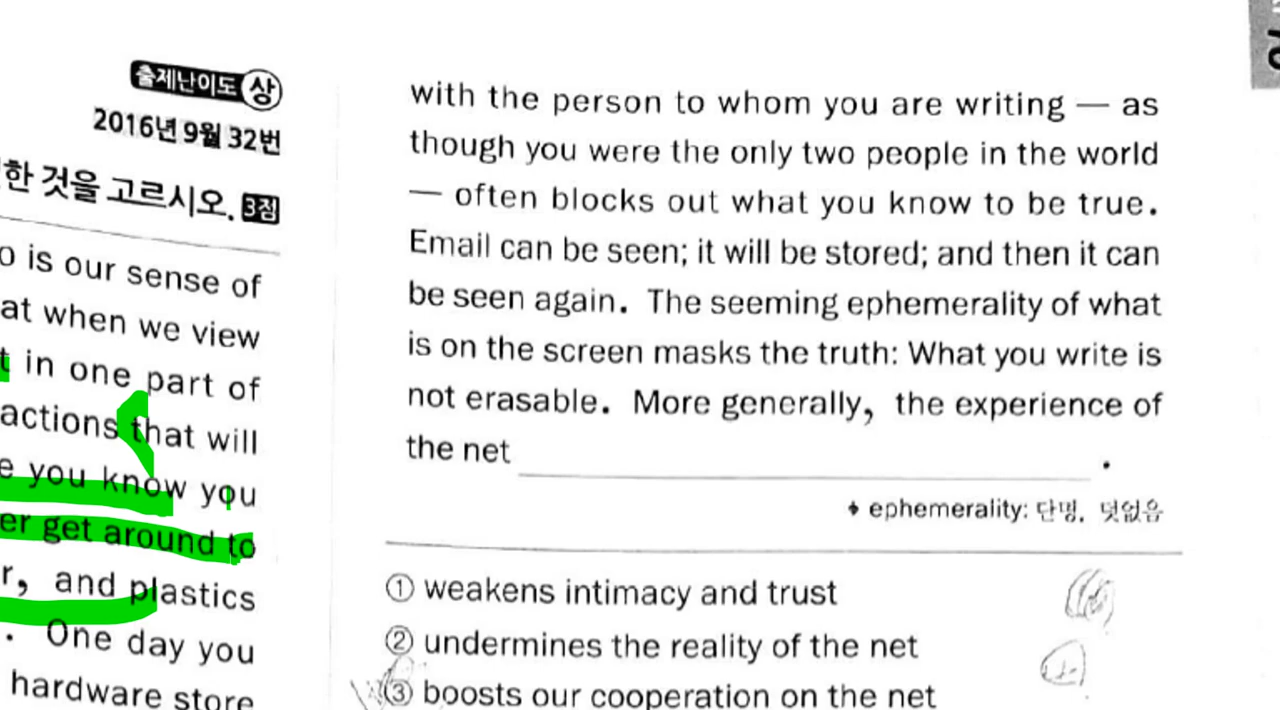 출제난이도 상
2016년 9월 32번
한 것을 고르시오. 3점
o is our sense of
at when we view
t in one part of
actions that will
e you know you
er get around to
r, and plastics
. One day you
hardware store
with the person to whom you are writing — as
though you were the only two people in the world
— often blocks out what you know to be true.
Email can be seen; it will be stored; and then it can
be seen again. The seeming ephemerality of what
is on the screen masks the truth: What you write is
not erasable. More generally, the experience of
the net ______________.
♦ ephemerality: 단명, 덧없음
① weakens intimacy and trust
② undermines the reality of the net
③ boosts our cooperation on the net